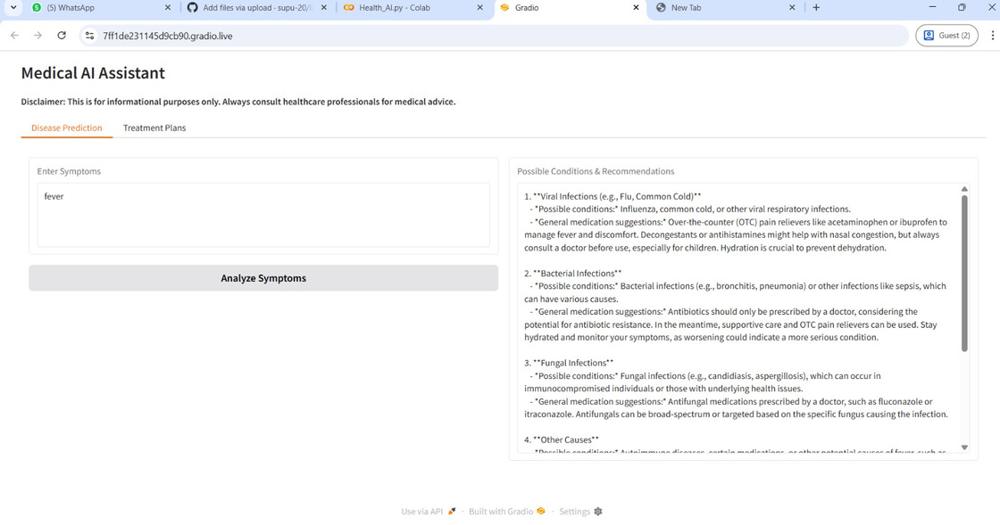 (5) WhatsApp
Add files via upload · supu-20/
Health_AI.py - Colab
Gradio
New Tab
7ff1de231145d9cb90.gradio.live
Guest (2)
Medical AI Assistant
Disclaimer: This is for informational purposes only. Always consult healthcare professionals for medical advice.
Disease Prediction
Treatment Plans
Enter Symptoms
fever
Analyze Symptoms
Possible Conditions & Recommendations
1. **Viral Infections (e.g., Flu, Common Cold)**
- *Possible conditions:* Influenza, common cold, or other viral respiratory infections.
- *General medication suggestions:* Over-the-counter (OTC) pain relievers like acetaminophen or ibuprofen to
manage fever and discomfort. Decongestants or antihistamines might help with nasal congestion, but always
consult a doctor before use, especially for children. Hydration is crucial to prevent dehydration.
2. **Bacterial Infections**
- *Possible conditions:* Bacterial infections (e.g., bronchitis, pneumonia) or other infections like sepsis, which
can have various causes.
- *General medication suggestions:* Antibiotics should only be prescribed by a doctor, considering the
potential for antibiotic resistance. In the meantime, supportive care and OTC pain relievers can be used. Stay
hydrated and monitor your symptoms, as worsening could indicate a more serious condition.
3. **Fungal Infections**
- *Possible conditions:* Fungal infections (e.g., candidiasis, aspergillosis), which can occur in
immunocompromised individuals or those with underlying health issues.
- *General medication suggestions:* Antifungal medications prescribed by a doctor, such as fluconazole or
itraconazole. Antifungals can be broad-spectrum or targeted based on the specific fungus causing the infection.
4. **Other Causes**
- *Possible conditions:* Autoimmune diseases, certain medications, or other potential causes of fever, such as
Use via API · Built with Gradio · Settings